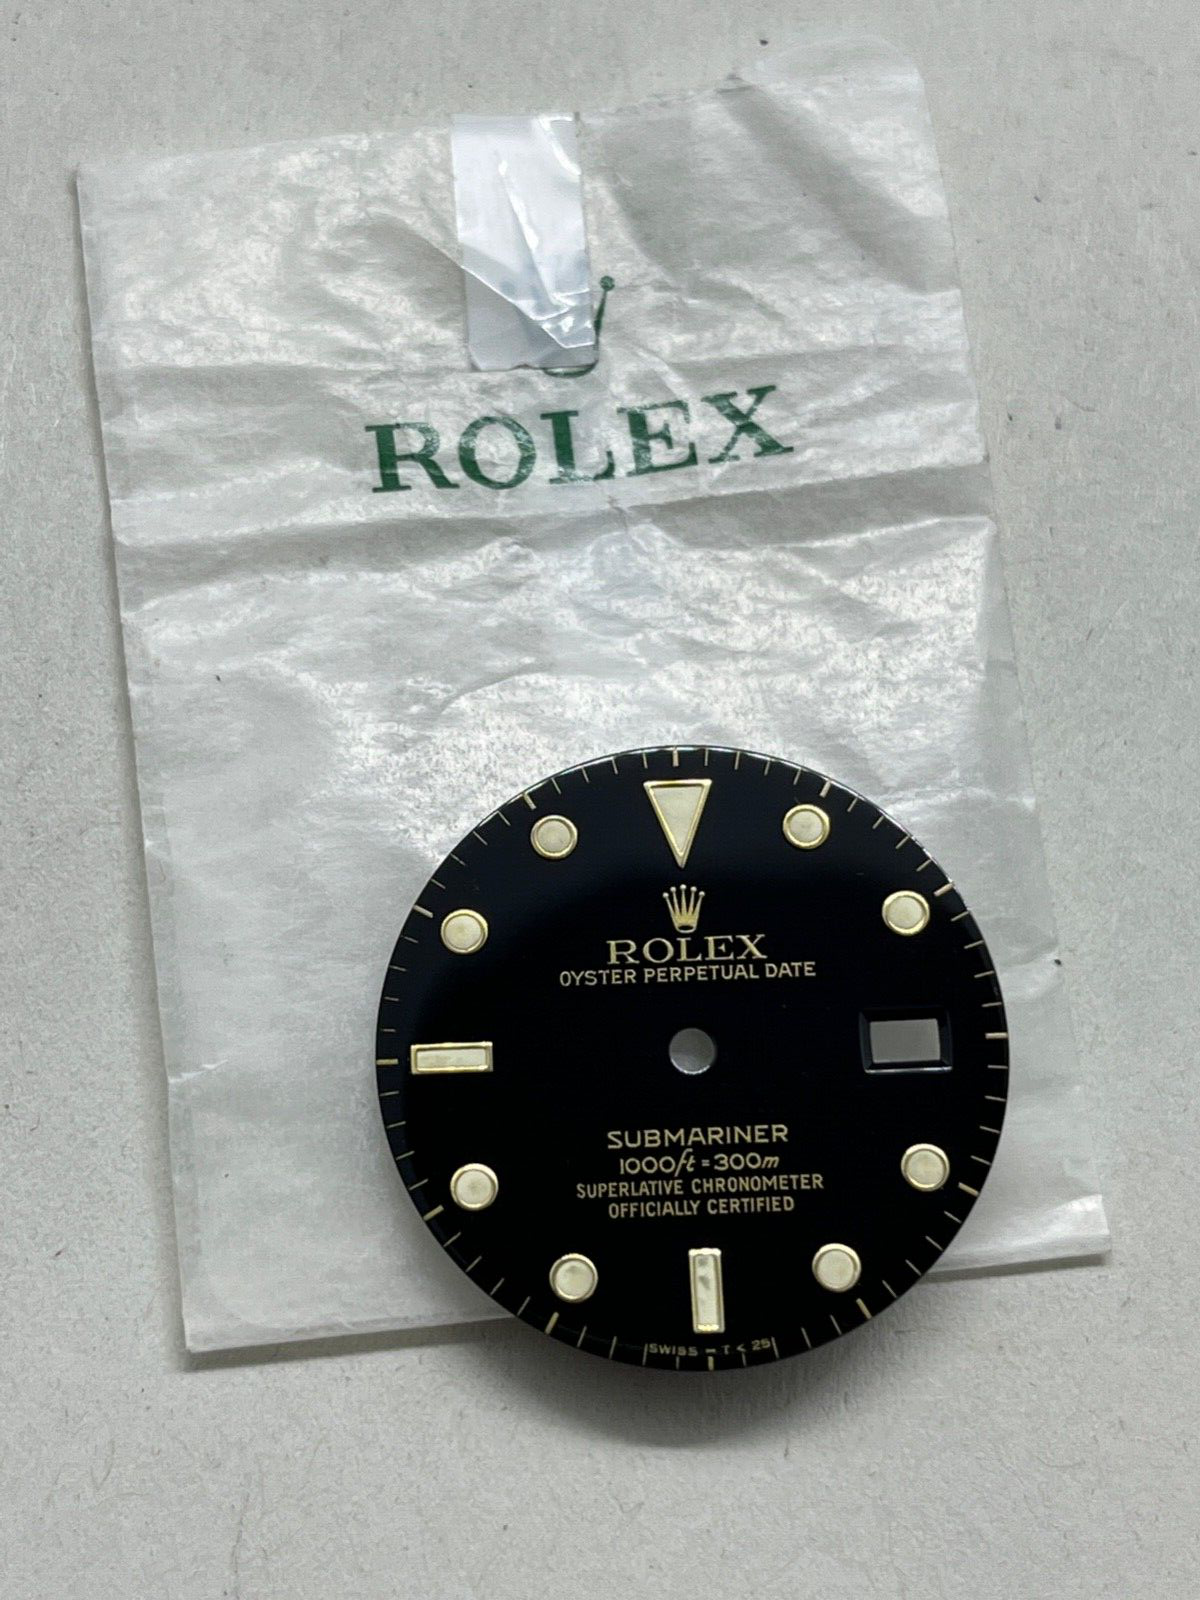 ROLEX
ROLEX
OYSTER PERPETUAL DATE
SUBMARINER
1000ft = 300m
SUPERLATIVE CHRONOMETER
OFFICIALLY CERTIFIED
SWISS – T < 25